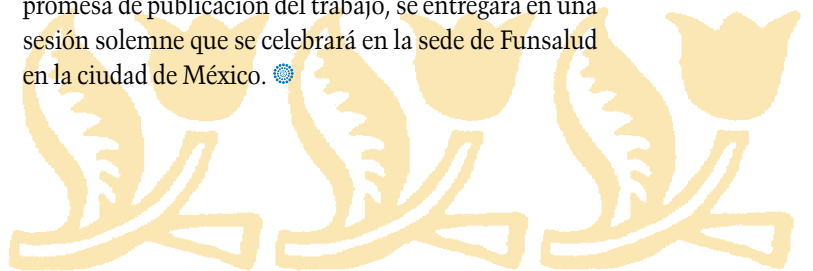 promesa de publicación del trabajo, se entregará en una
sesión solemne que se celebrará en la sede de Funsalud
en la ciudad de México.